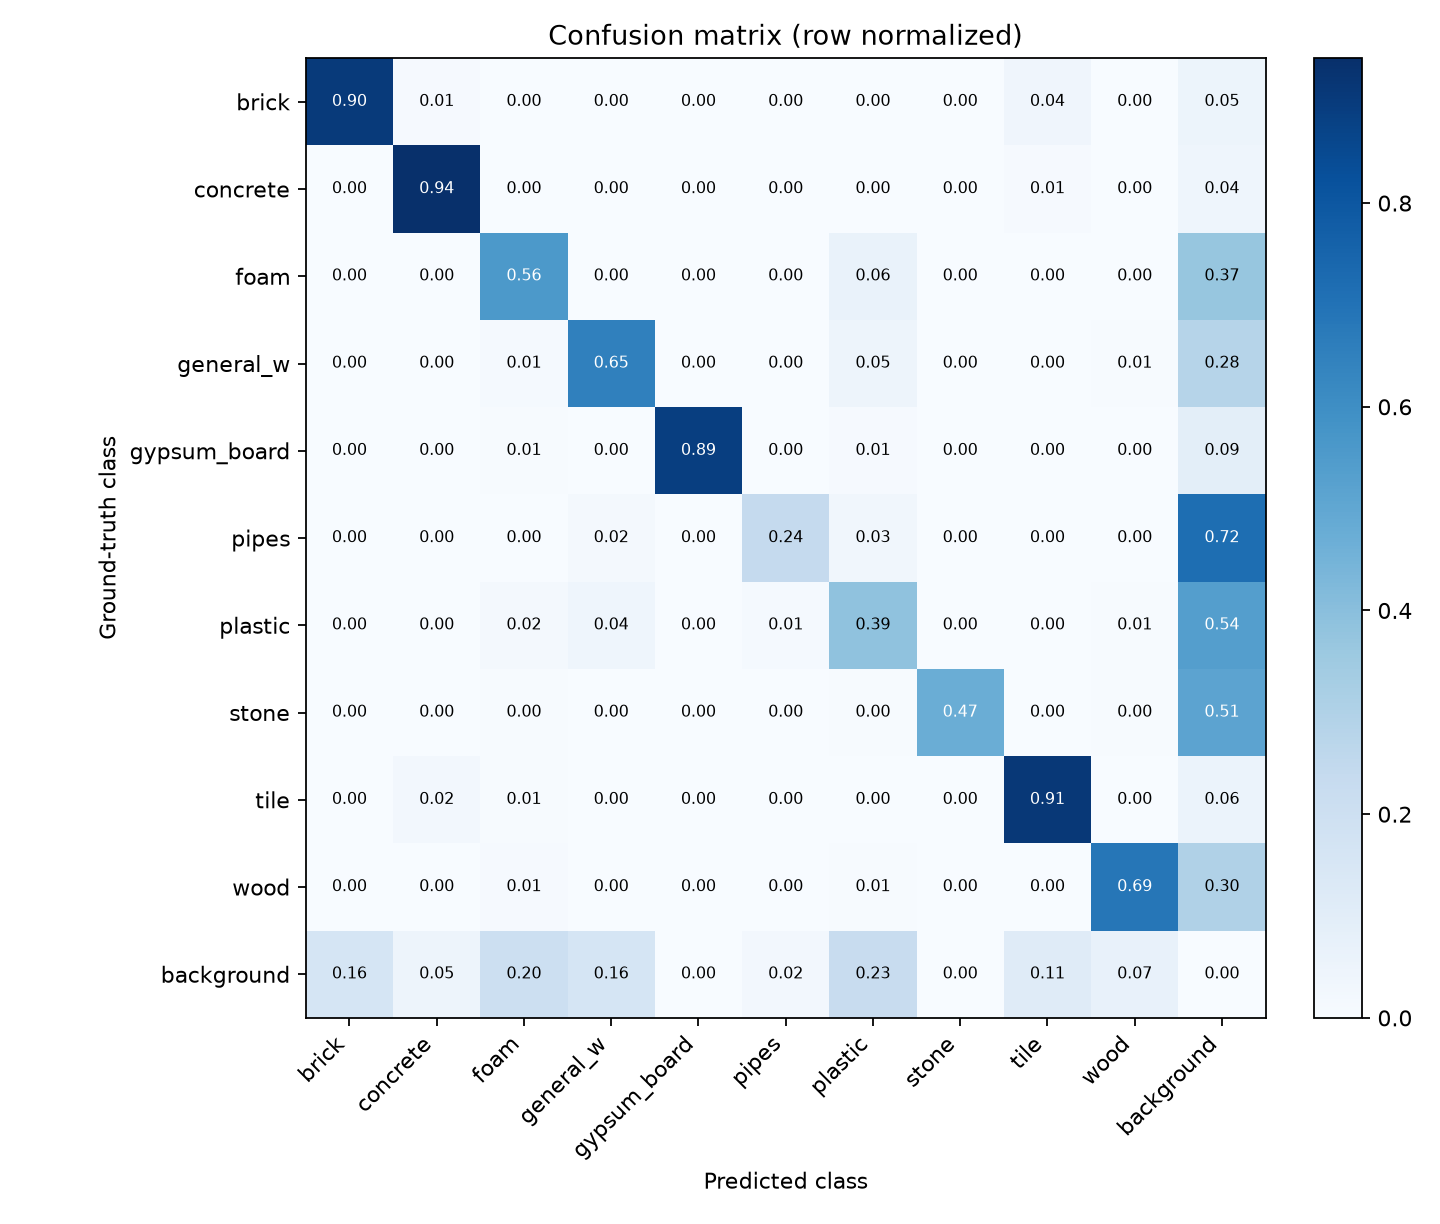 Confusion matrix (row normalized)
brick 0.90 0.01 0.00 0.00 0.00 0.00 0.00 0.00 0.04 0.00 0.05
concrete 0.00 0.94 0.00 0.00 0.00 0.00 0.00 0.00 0.01 0.00 0.04
foam 0.00 0.00 0.56 0.00 0.00 0.00 0.06 0.00 0.00 0.00 0.37
general_w 0.00 0.00 0.01 0.65 0.00 0.00 0.05 0.00 0.00 0.01 0.28
gypsum_board 0.00 0.00 0.01 0.00 0.89 0.00 0.01 0.00 0.00 0.00 0.09
pipes 0.00 0.00 0.00 0.02 0.00 0.24 0.03 0.00 0.00 0.00 0.72
plastic 0.00 0.00 0.02 0.04 0.00 0.01 0.39 0.00 0.00 0.01 0.54
stone 0.00 0.00 0.00 0.00 0.00 0.00 0.00 0.47 0.00 0.00 0.51
tile 0.00 0.02 0.01 0.00 0.00 0.00 0.00 0.00 0.91 0.00 0.06
wood 0.00 0.00 0.01 0.00 0.00 0.00 0.01 0.00 0.00 0.69 0.30
background 0.16 0.05 0.20 0.16 0.00 0.02 0.23 0.00 0.11 0.07 0.00
brick concrete foam general_w gypsum_board pipes plastic stone tile wood background
Predicted class
Ground-truth class
0.8
0.6
0.4
0.2
0.0